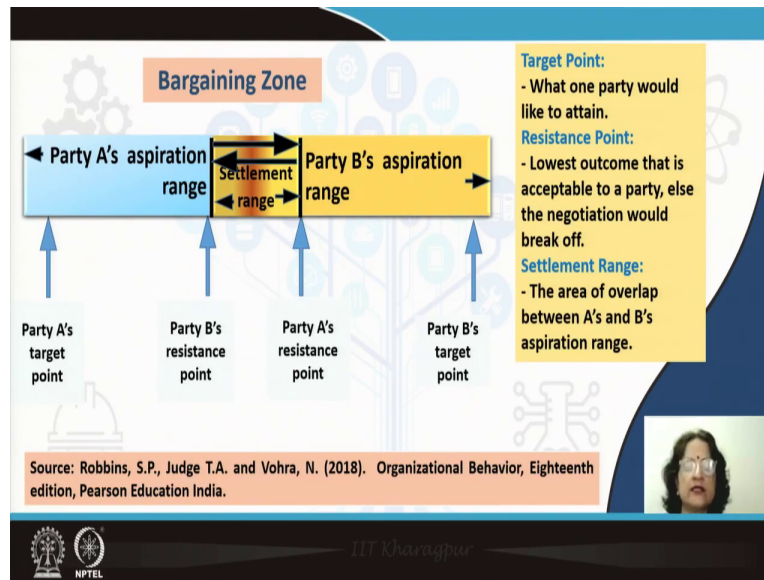 Bargaining Zone
Party A's aspiration
range
Settlement
range
Party B's aspiration
range
Party A's
target
point
Party B's
resistance
point
Party A's
resistance
point
Party B's
target
point
Target Point:
- What one party would
like to attain.
Resistance Point:
- Lowest outcome that is
acceptable to a party, else
the negotiation would
break off.
Settlement Range:
- The area of overlap
between A's and B's
aspiration range.
Source: Robbins, S.P., Judge T.A. and Vohra, N. (2018). Organizational Behavior, Eighteenth
edition, Pearson Education India.
NPTEL
IIT Kharagpur